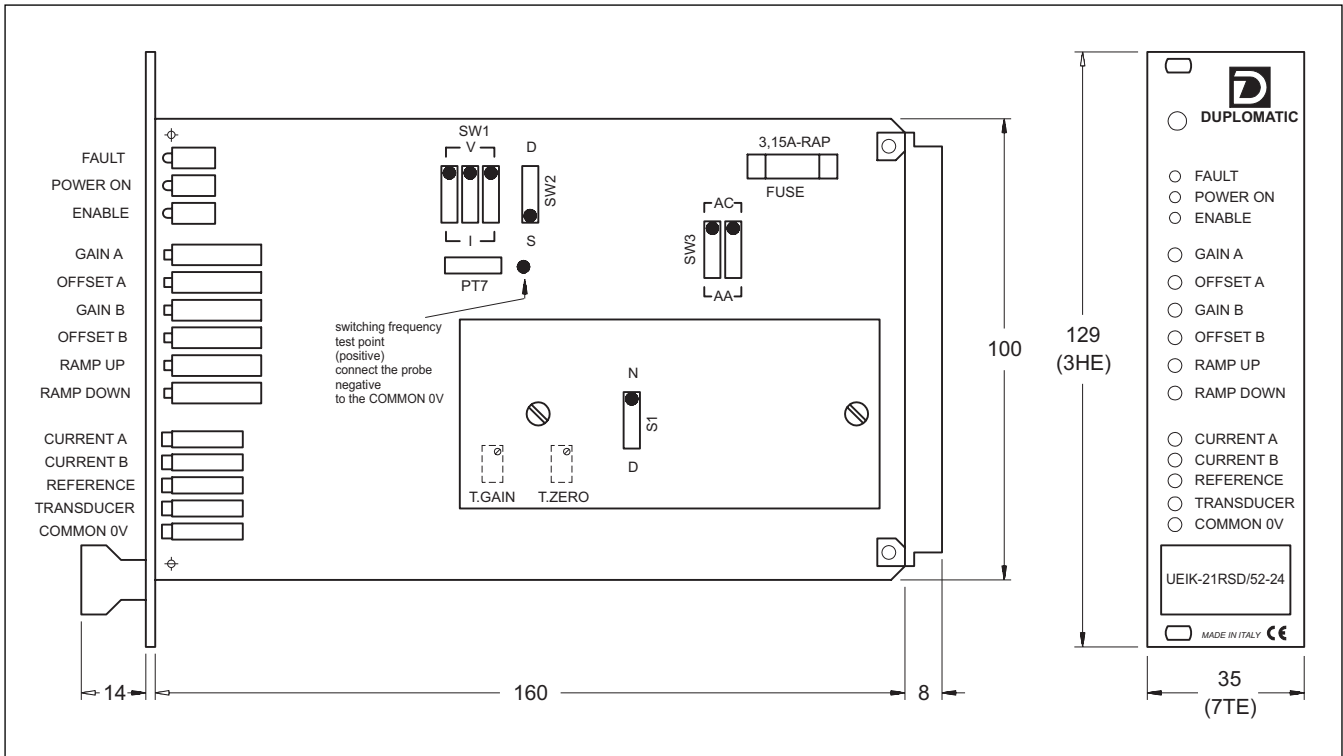 FAULT
POWER ON
ENABLE
GAIN A
OFFSET A
GAIN B
OFFSET B
RAMP UP
RAMP DOWN
CURRENT A
CURRENT B
REFERENCE
TRANSDUCER
COMMON 0V
SW1
V
I
D
SW2
S
PT7
switching frequency
test point
(positive)
connect the probe
negative
to the COMMON 0V
3,15A-RAP
FUSE
AC
SW3
AA
N
S1
D
T.GAIN
T.ZERO
14
160
8
100
129
(3HE)
D
DUPLOMATIC
FAULT
POWER ON
ENABLE
GAIN A
OFFSET A
GAIN B
OFFSET B
RAMP UP
RAMP DOWN
CURRENT A
CURRENT B
REFERENCE
TRANSDUCER
COMMON 0V
UEIK-21RSD/52-24
MADE IN ITALY CE
35
(7TE)